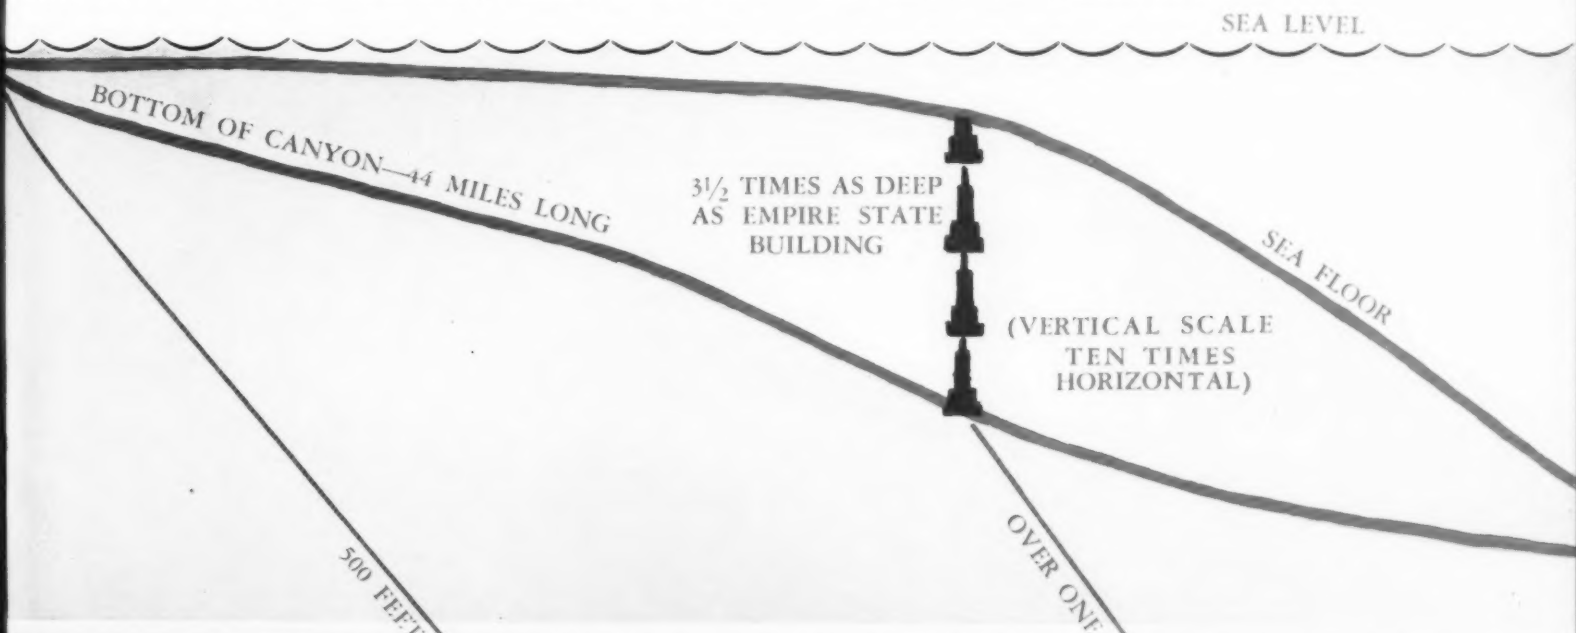 SEA LEVEL
BOTTOM OF CANYON—44 MILES LONG
3½ TIMES AS DEEP
AS EMPIRE STATE
BUILDING
SEA FLOOR
(VERTICAL SCALE
TEN TIMES
HORIZONTAL)
500 FEET
OVER ONE